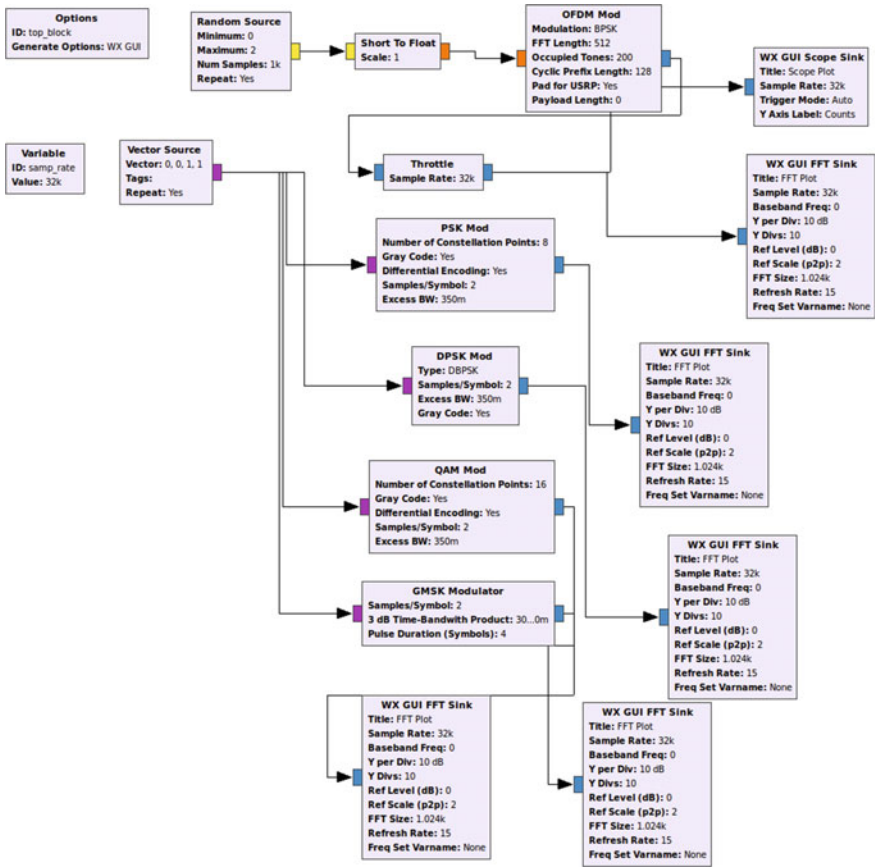 Options
ID: top_block
Generate Options: WX GUI
Random Source
Minimum: 0
Maximum: 2
Num Samples: 1k
Repeat: Yes
Short To Float
Scale: 1
OFDM Mod
Modulation: BPSK
FFT Length: 512
Occupied Tones: 200
Cyclic Prefix Length: 128
Pad for USRP: Yes
Payload Length: 0
WX GUI Scope Sink
Title: Scope Plot
Sample Rate: 32k
Trigger Mode: Auto
Y Axis Label: Counts
Variable
ID: samp_rate
Value: 32k
Vector Source
Vector: 0, 0, 1, 1
Tags:
Repeat: Yes
Throttle
Sample Rate: 32k
WX GUI FFT Sink
Title: FFT Plot
Sample Rate: 32k
Baseband Freq: 0
Y per Div: 10 dB
Y Divs: 10
Ref Level (dB): 0
Ref Scale (p2p): 2
FFT Size: 1.024k
Refresh Rate: 15
Freq Set Varname: None
PSK Mod
Number of Constellation Points: 8
Gray Code: Yes
Differential Encoding: Yes
Samples/Symbol: 2
Excess BW: 350m
DPSK Mod
Type: DBPSK
Samples/Symbol: 2
Excess BW: 350m
Gray Code: Yes
WX GUI FFT Sink
Title: FFT Plot
Sample Rate: 32k
Baseband Freq: 0
Y per Div: 10 dB
Y Divs: 10
Ref Level (dB): 0
Ref Scale (p2p): 2
FFT Size: 1.024k
Refresh Rate: 15
Freq Set Varname: None
QAM Mod
Number of Constellation Points: 16
Gray Code: Yes
Differential Encoding: Yes
Samples/Symbol: 2
Excess BW: 350m
WX GUI FFT Sink
Title: FFT Plot
Sample Rate: 32k
Baseband Freq: 0
Y per Div: 10 dB
Y Divs: 10
Ref Level (dB): 0
Ref Scale (p2p): 2
FFT Size: 1.024k
Refresh Rate: 15
Freq Set Varname: None
GMSK Modulator
Samples/Symbol: 2
3 dB Time-Bandwith Product: 30...0m
Pulse Duration (Symbols): 4
WX GUI FFT Sink
Title: FFT Plot
Sample Rate: 32k
Baseband Freq: 0
Y per Div: 10 dB
Y Divs: 10
Ref Level (dB): 0
Ref Scale (p2p): 2
FFT Size: 1.024k
Refresh Rate: 15
Freq Set Varname: None
WX GUI FFT Sink
Title: FFT Plot
Sample Rate: 32k
Baseband Freq: 0
Y per Div: 10 dB
Y Divs: 10
Ref Level (dB): 0
Ref Scale (p2p): 2
FFT Size: 1.024k
Refresh Rate: 15
Freq Set Varname: None